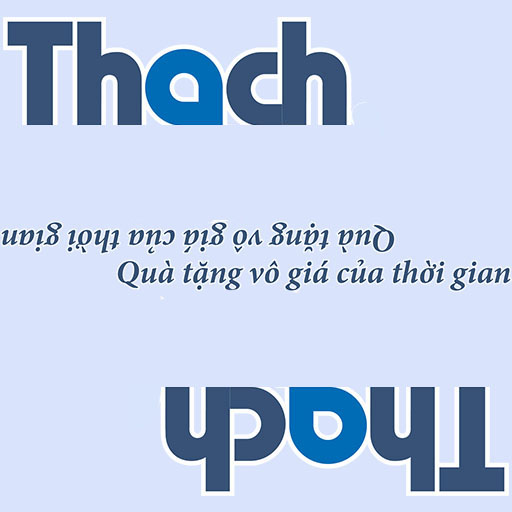 Thach
Quà tặng vô giá của thời gian
Quà tặng vô giá của thời gian
Thach